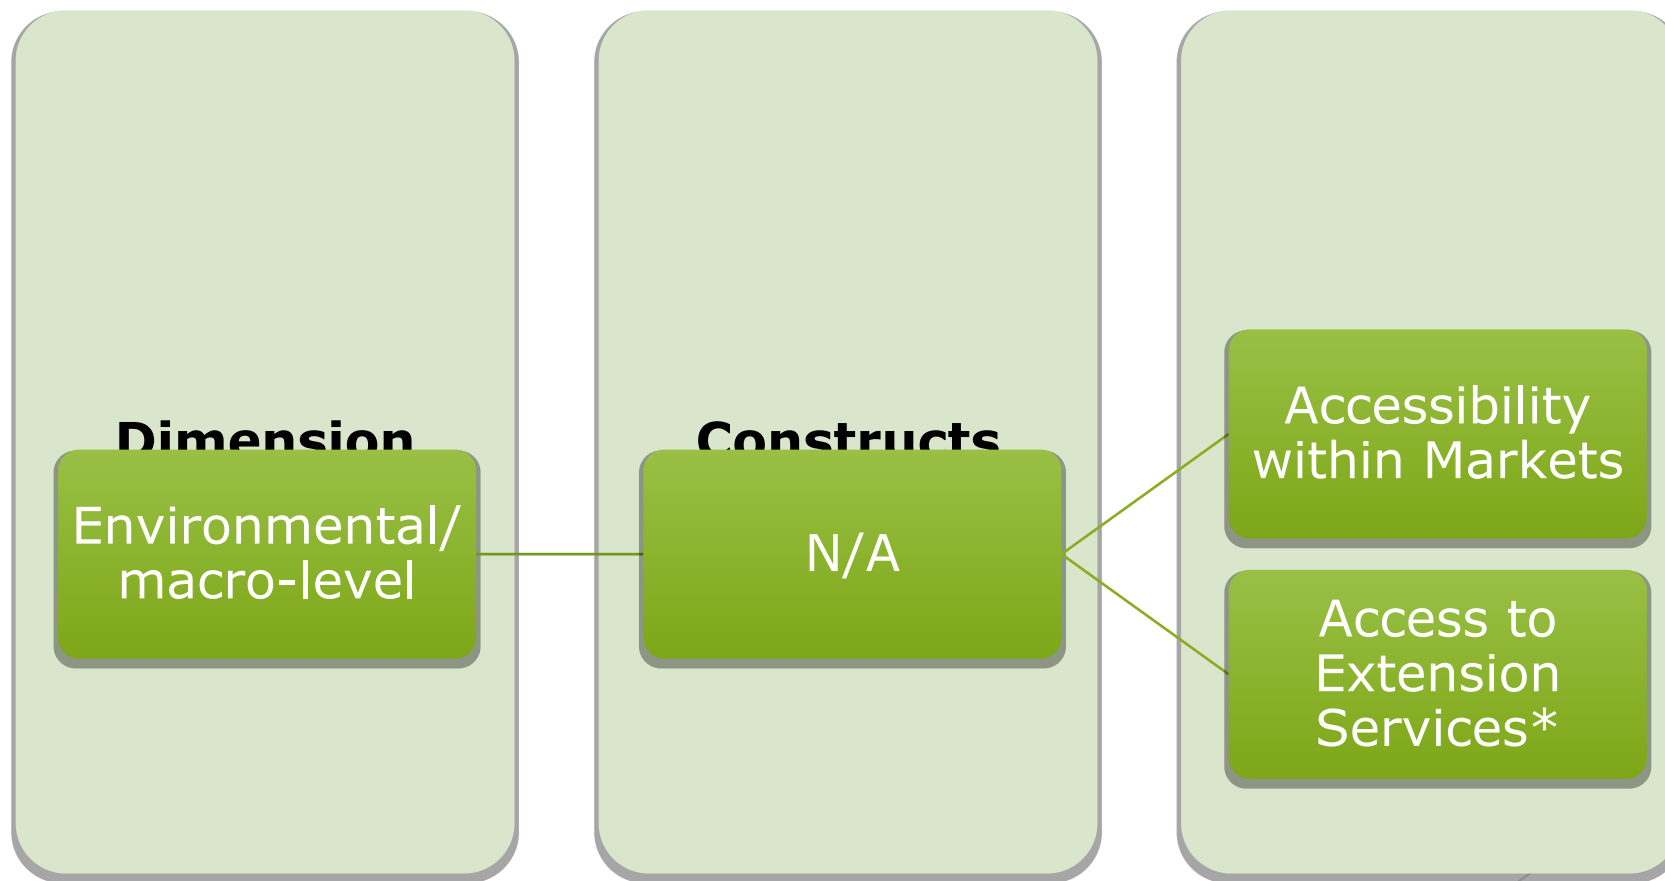 Dimension
Environmental/
macro-level
Constructs
N/A
Accessibility
within Markets
Access to
Extension
Services*